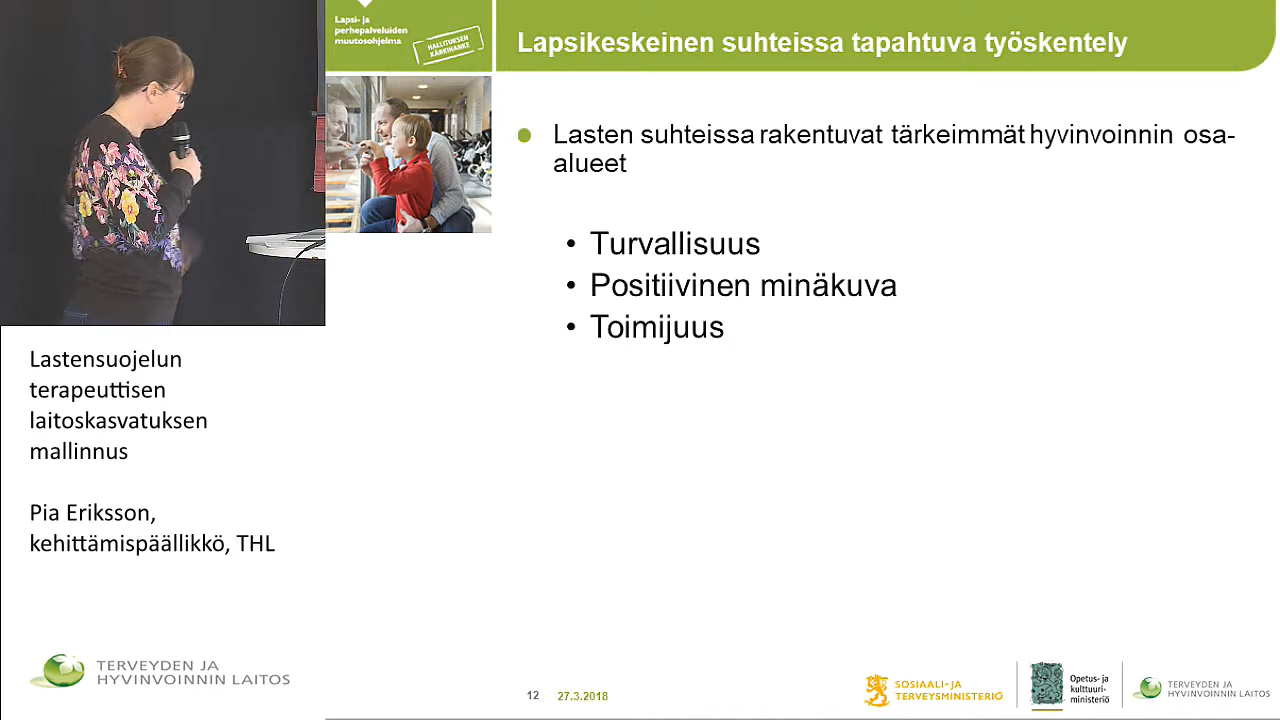 Lapsi- ja
perhepalveluiden
muutosohjelma
HALLITUKSEN
KÄRKIHANKE
Lapsikeskeinen suhteissa tapahtuva työskentely
• Lasten suhteissa rakentuvat tärkeimmät hyvinvoinnin osa-
alueet
• Turvallisuus
• Positiivinen minäkuva
• Toimijuus
Lastensuojelun
terapeuttisen
laitoskasvatuksen
mallinnus
Pia Eriksson,
kehittämispäällikkö, THL
TERVEYDEN JA
HYVINVOINNIN LAITOS
12 27.3.2018
SOSIAALI- JA
TERVEYSMINISTERIÖ
Opetus- ja
kulttuuri-
ministeriö
TERVEYDEN JA
HYVINVOINNIN LAITOS